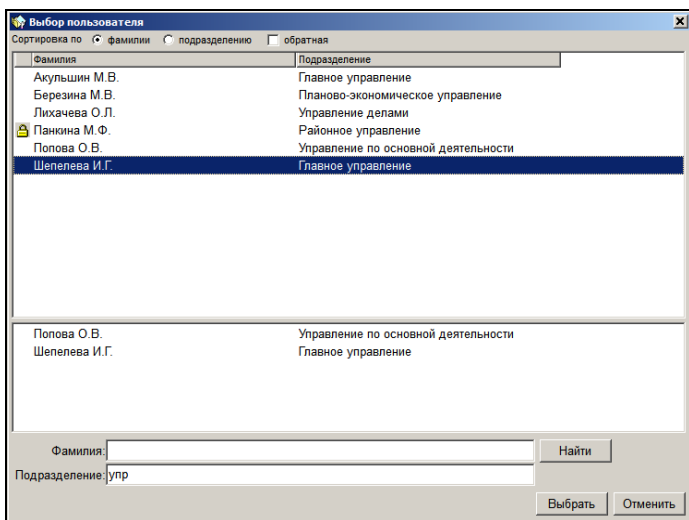 Выбор пользователя
Сортировка по фамилии подразделению обратная
Фамилия Подразделение
Акульшин М.В. Главное управление
Березина М.В. Планово-экономическое управление
Лихачева О.Л. Управление делами
Панкина М.Ф. Районное управление
Попова О.В. Управление по основной деятельности
Шепелева И.Г. Главное управление
Попова О.В. Управление по основной деятельности
Шепелева И.Г. Главное управление
Фамилия: Найти
Подразделение: упр
Выбрать Отменить